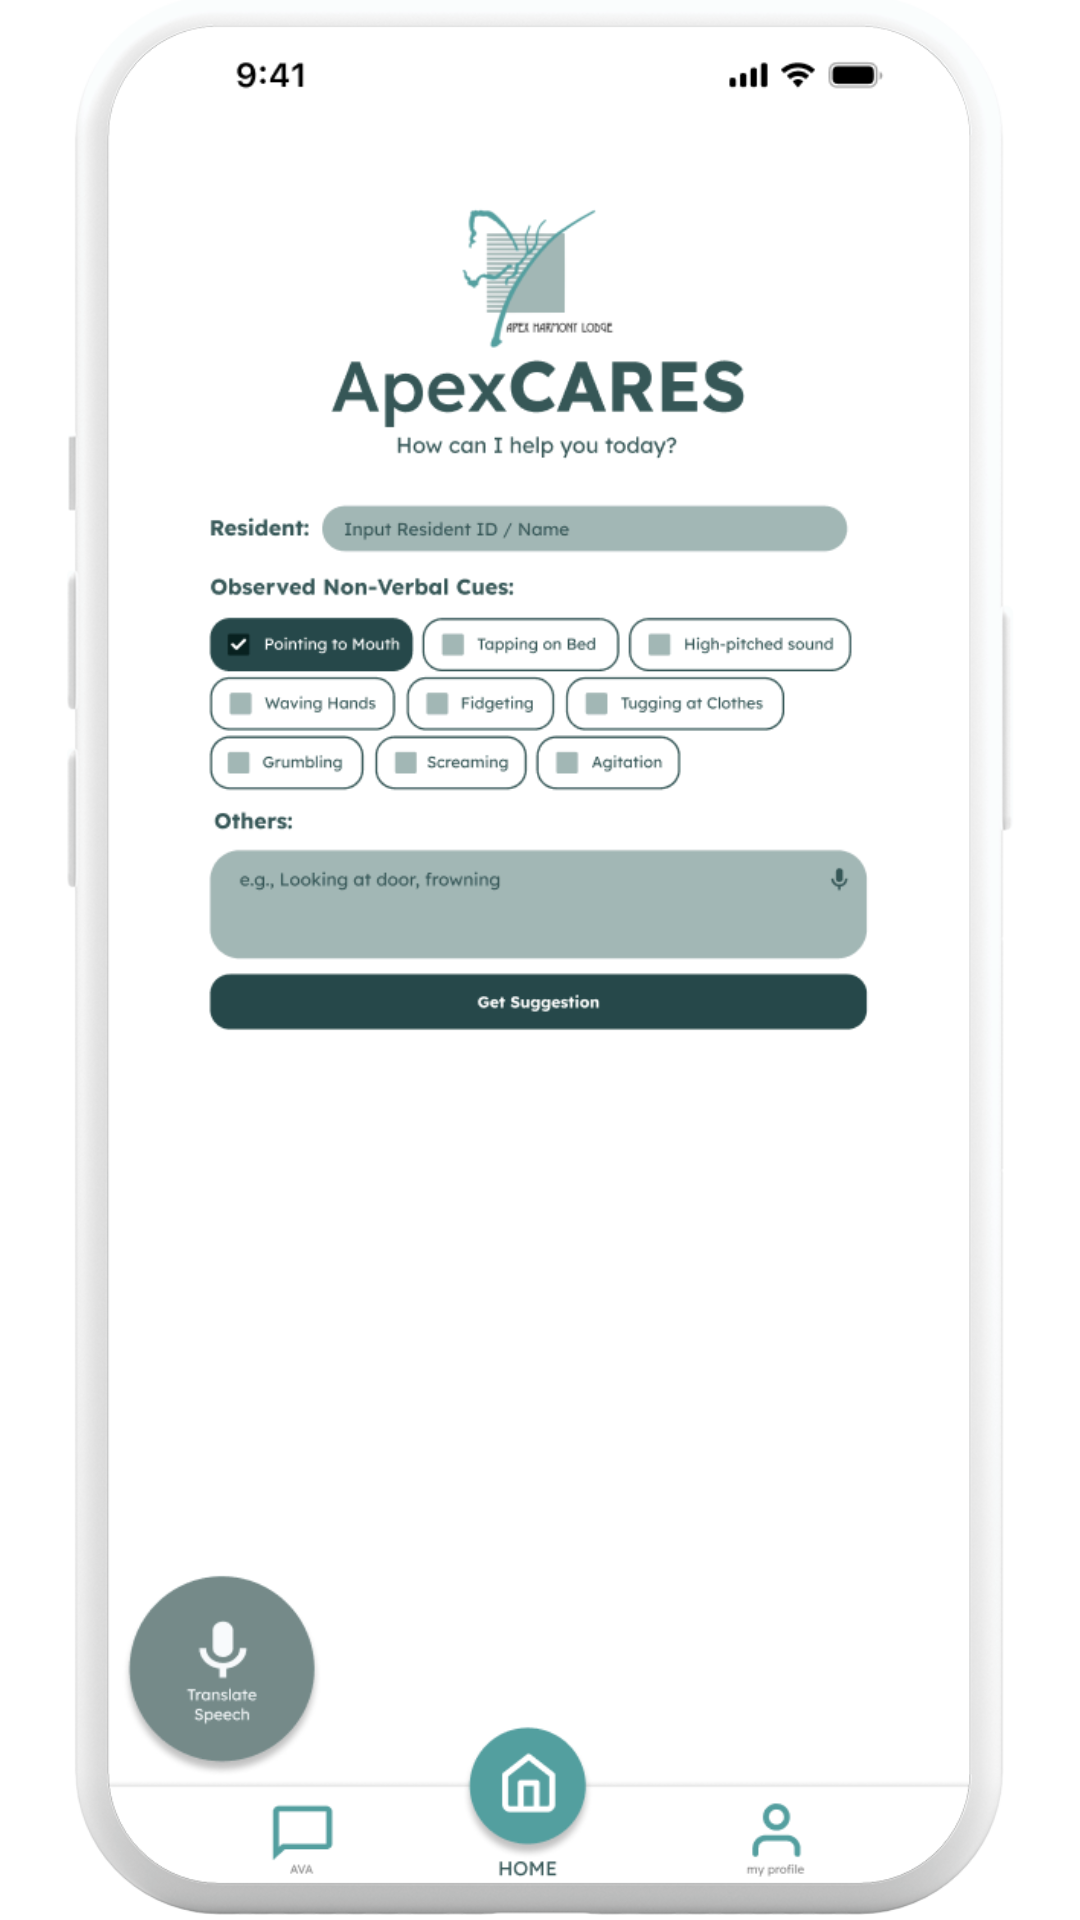 9:41
APEX HARMONY LODGE
ApexCARES
How can I help you today?
Resident: Input Resident ID / Name
Observed Non-Verbal Cues:
Pointing to Mouth Tapping on Bed High-pitched sound
Waving Hands Fidgeting Tugging at Clothes
Grumbling Screaming Agitation
Others:
e.g., Looking at door, frowning
Get Suggestion
Translate
Speech
AVA HOME my profile